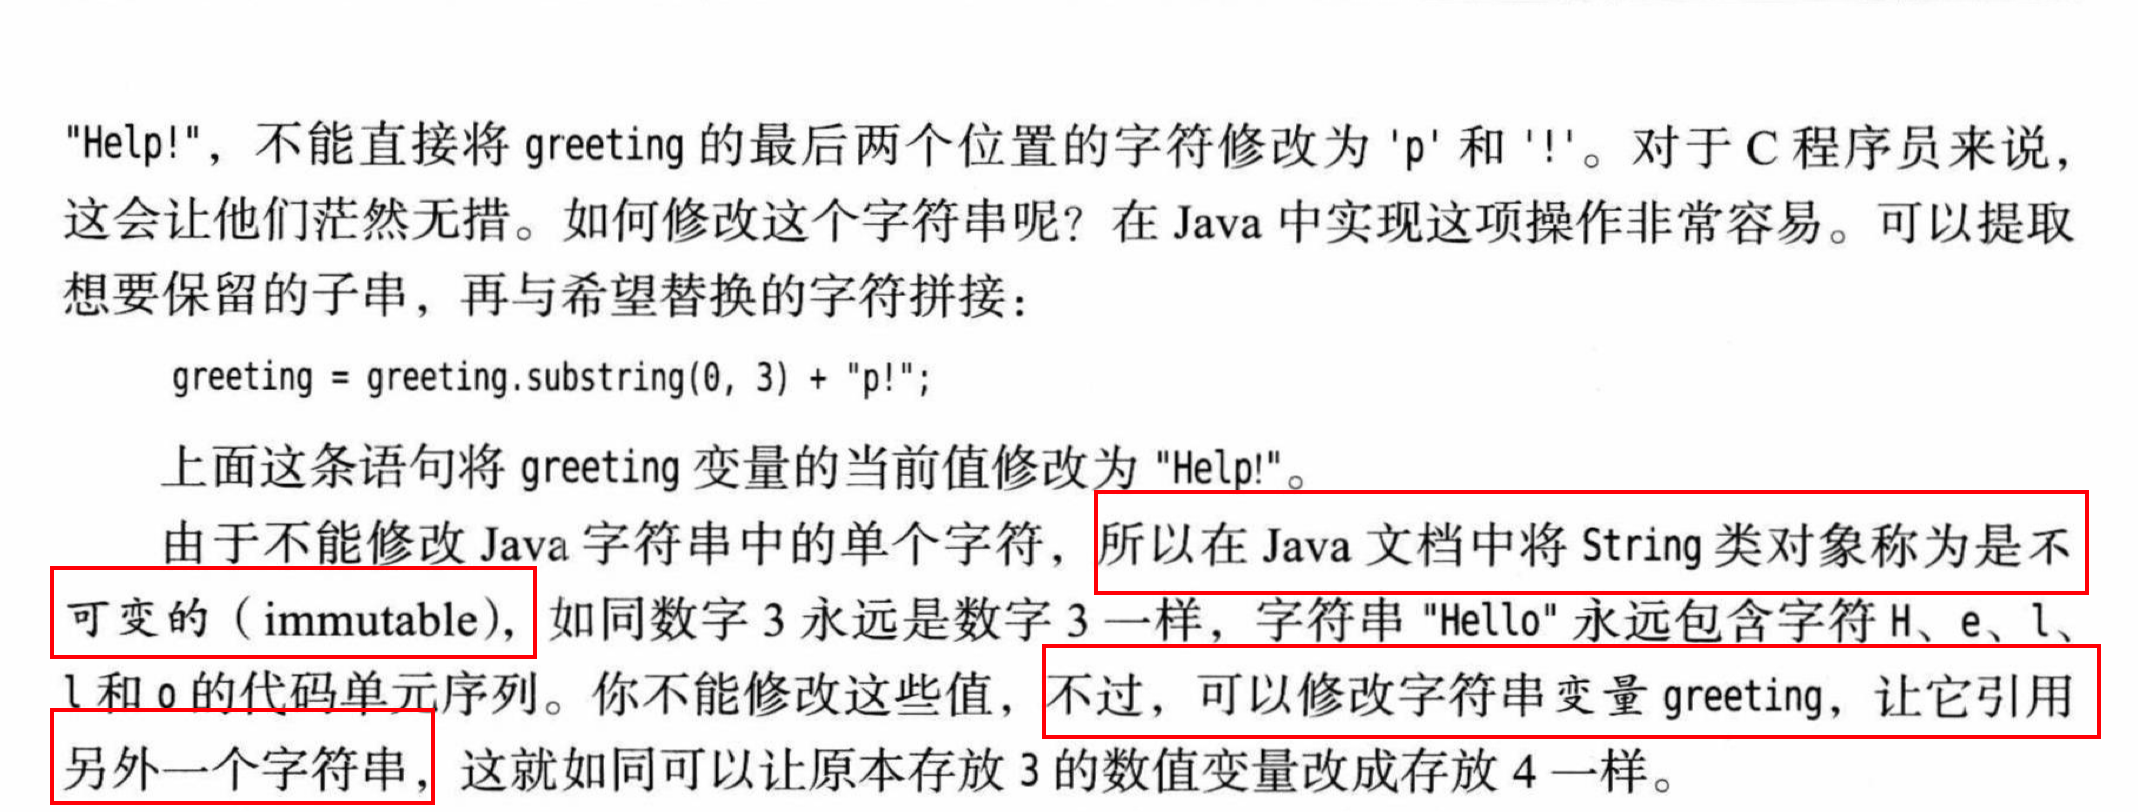 "Help!"，不能直接将 greeting 的最后两个位置的字符修改为 'p' 和 '!'。对于 C 程序员来说，
这会让他们茫然无措。如何修改这个字符串呢？在 Java 中实现这项操作非常容易。可以提取
想要保留的子串，再与希望替换的字符拼接：
greeting = greeting.substring(0, 3) + "p!";
上面这条语句将 greeting 变量的当前值修改为 "Help!"。
由于不能修改 Java 字符串中的单个字符，所以在 Java 文档中将 String 类对象称为是不
可变的（immutable），如同数字 3 永远是数字 3 一样，字符串 "Hello" 永远包含字符 H、e、l、
l 和 o 的代码单元序列。你不能修改这些值，不过，可以修改字符串变量 greeting，让它引用
另外一个字符串，这就如同可以让原本存放 3 的数值变量改成存放 4 一样。